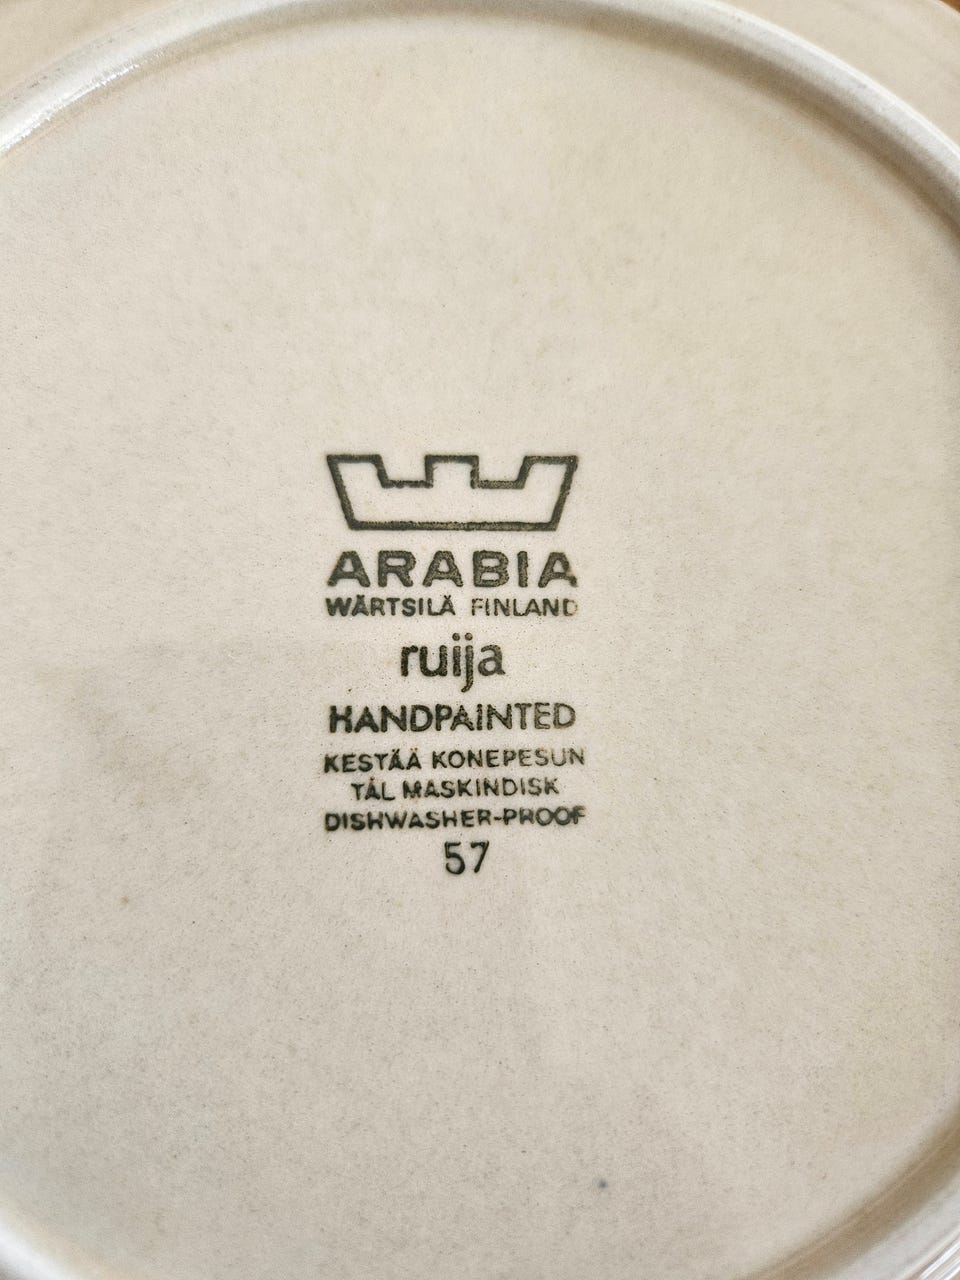 ARABIA
WÄRTSILÄ FINLAND
ruija
HANDPAINTED
KESTÄÄ KONEPESUN
TÅL MASKINDISK
DISHWASHER-PROOF
57